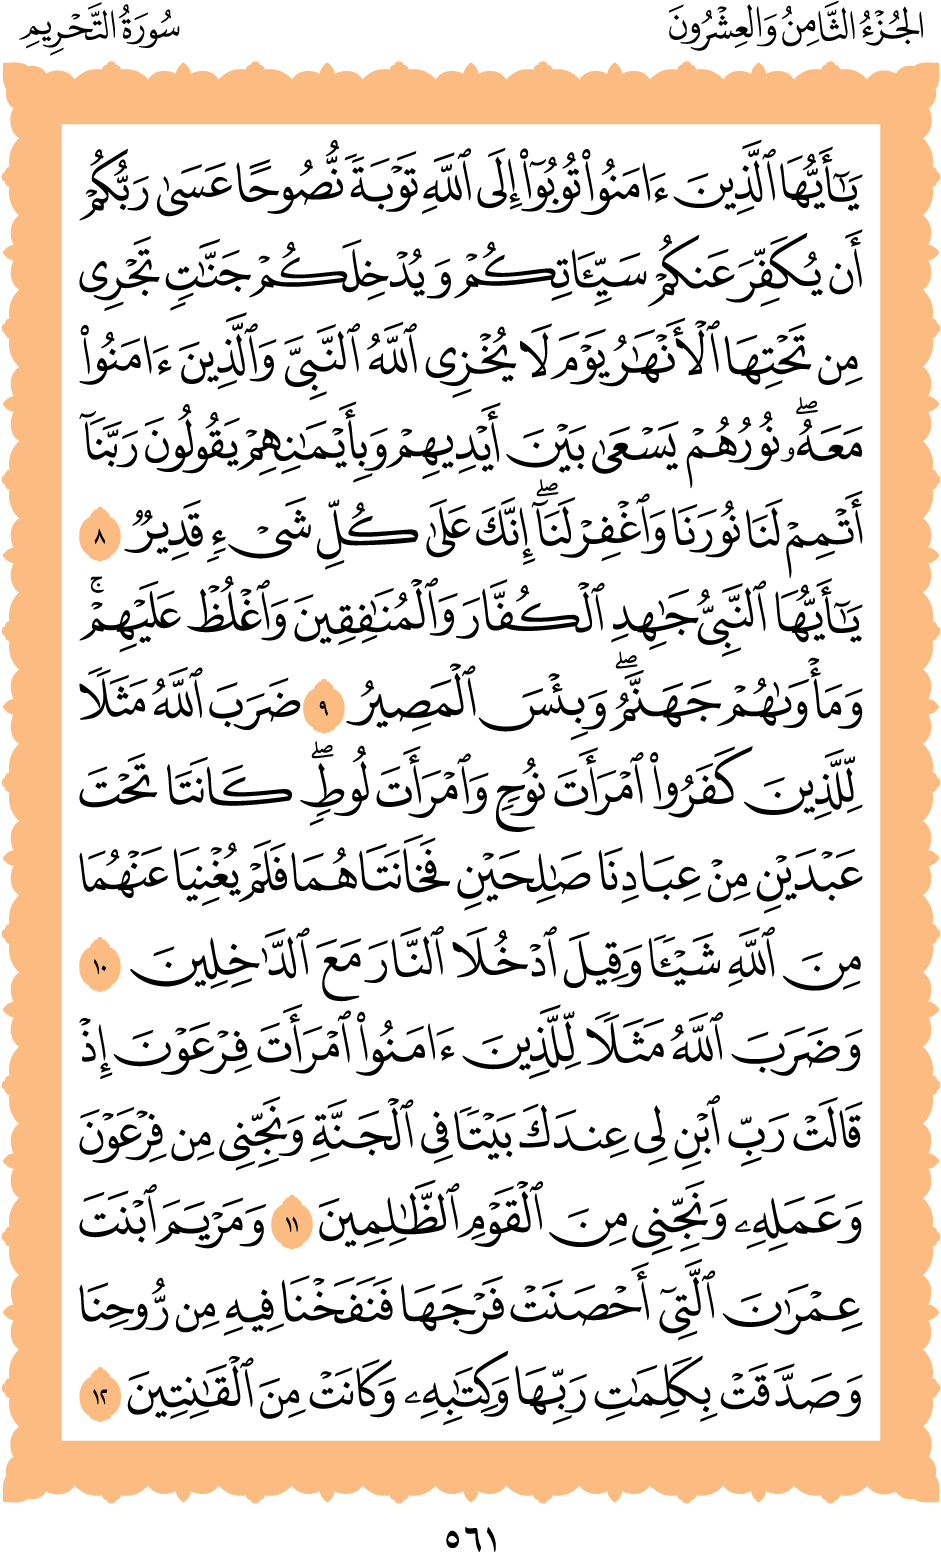 الجُزْءُ الثَّامِنُ وَالعِشْرُونَ
سُورَةُ التَّحْرِيمِ
يَٰٓأَيُّهَا ٱلَّذِينَ ءَامَنُوا۟ تُوبُوٓا۟ إِلَى ٱللَّهِ تَوْبَةً نَّصُوحًا عَسَىٰ رَبُّكُمْ
أَن يُكَفِّرَ عَنكُمْ سَيِّـَٔاتِكُمْ وَيُدْخِلَكُمْ جَنَّٰتٍ تَجْرِى
مِن تَحْتِهَا ٱلْأَنْهَٰرُ يَوْمَ لَا يُخْزِى ٱللَّهُ ٱلنَّبِىَّ وَٱلَّذِينَ ءَامَنُوا۟
مَعَهُۥ ۖ نُورُهُمْ يَسْعَىٰ بَيْنَ أَيْدِيهِمْ وَبِأَيْمَٰنِهِمْ يَقُولُونَ رَبَّنَآ
أَتْمِمْ لَنَا نُورَنَا وَٱغْفِرْ لَنَآ ۖ إِنَّكَ عَلَىٰ كُلِّ شَىْءٍ قَدِيرٌ ٨
يَٰٓأَيُّهَا ٱلنَّبِىُّ جَٰهِدِ ٱلْكُفَّارَ وَٱلْمُنَٰفِقِينَ وَٱغْلُظْ عَلَيْهِمْ ۚ
وَمَأْوَىٰهُمْ جَهَنَّمُ ۖ وَبِئْسَ ٱلْمَصِيرُ ٩ ضَرَبَ ٱللَّهُ مَثَلًا
لِّلَّذِينَ كَفَرُوا۟ ٱمْرَأَتَ نُوحٍ وَٱمْرَأَتَ لُوطٍ ۖ كَانَتَا تَحْتَ
عَبْدَيْنِ مِنْ عِبَادِنَا صَٰلِحَيْنِ فَخَانَتَاهُمَا فَلَمْ يُغْنِيَا عَنْهُمَا
مِنَ ٱللَّهِ شَيْـًٔا وَقِيلَ ٱدْخُلَا ٱلنَّارَ مَعَ ٱلدَّٰخِلِينَ ١٠
وَضَرَبَ ٱللَّهُ مَثَلًا لِّلَّذِينَ ءَامَنُوا۟ ٱمْرَأَتَ فِرْعَوْنَ إِذْ
قَالَتْ رَبِّ ٱبْنِ لِى عِندَكَ بَيْتًا فِى ٱلْجَنَّةِ وَنَجِّنِى مِن فِرْعَوْنَ
وَعَمَلِهِۦ وَنَجِّنِى مِنَ ٱلْقَوْمِ ٱلظَّٰلِمِينَ ١١ وَمَرْيَمَ ٱبْنَتَ
عِمْرَٰنَ ٱلَّتِىٓ أَحْصَنَتْ فَرْجَهَا فَنَفَخْنَا فِيهِ مِن رُّوحِنَا
وَصَدَّقَتْ بِكَلِمَٰتِ رَبِّهَا وَكُتُبِهِۦ وَكَانَتْ مِنَ ٱلْقَٰنِتِينَ ١٢
٥٦١